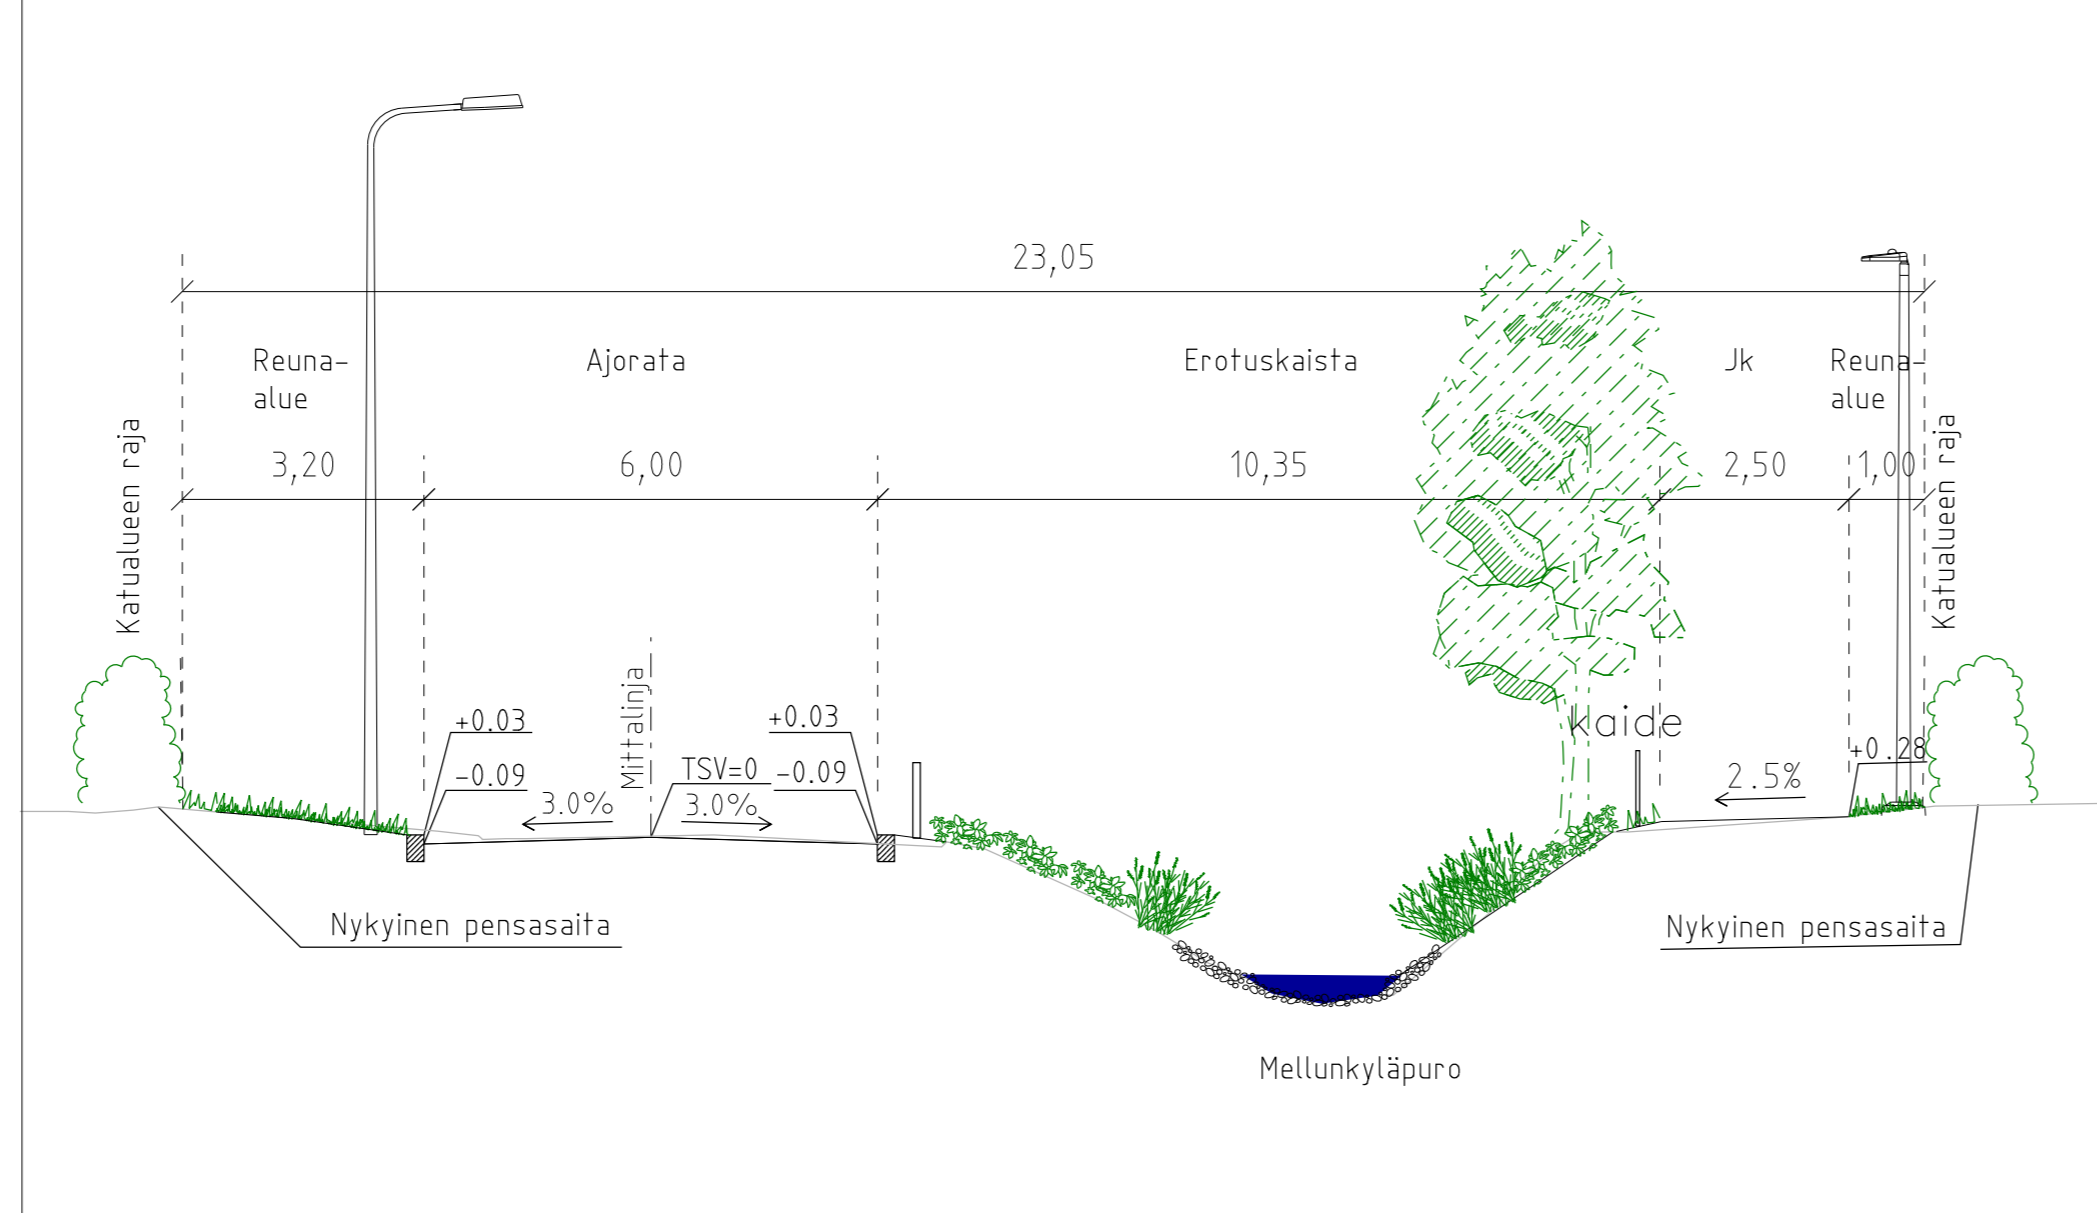 23,05
Reuna-
alue
Ajorata
Erotuskaista
Jk
Reuna-
alue
Katualueen raja
3,20
6,00
10,35
2,50
1,00
Katualueen raja
Mittalinja
+0.03
-0.09
3.0%
TSV=0
3.0%
+0.03
-0.09
kaide
2.5%
+0.28
Nykyinen pensasaita
Nykyinen pensasaita
Mellunkyläpuro